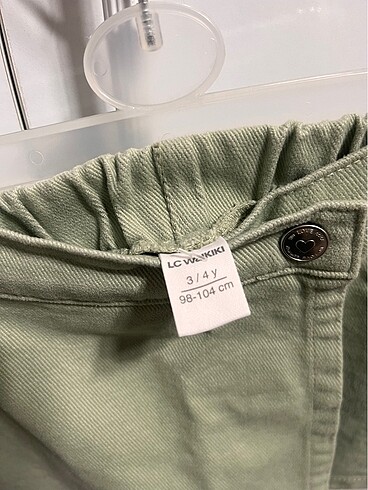 LC WAIKIKI
3 / 4 y
98-104 cm